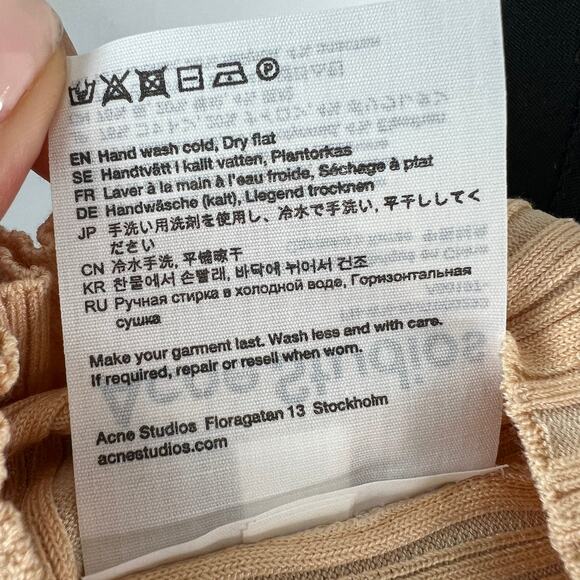 EN Hand wash cold, Dry flat
SE Handtvätt i kallt vatten, Plantorkas
FR Laver à la main à l'eau froide, Séchage à plat
DE Handwäsche (kalt), Liegend trocknen
JP 手洗い用洗剤を使用し、冷水で手洗い, 平干ししてく
ださい
CN 冷水手洗, 平铺晾干
KR 찬물에서 손빨래, 바닥에 뉘어서 건조
RU Ручная стирка в холодной воде, Горизонтальная
сушка
Make your garment last. Wash less and with care.
If required, repair or resell when worn.
Acne Studios Floragatan 13 Stockholm
acnestudios.com
Acne Studios